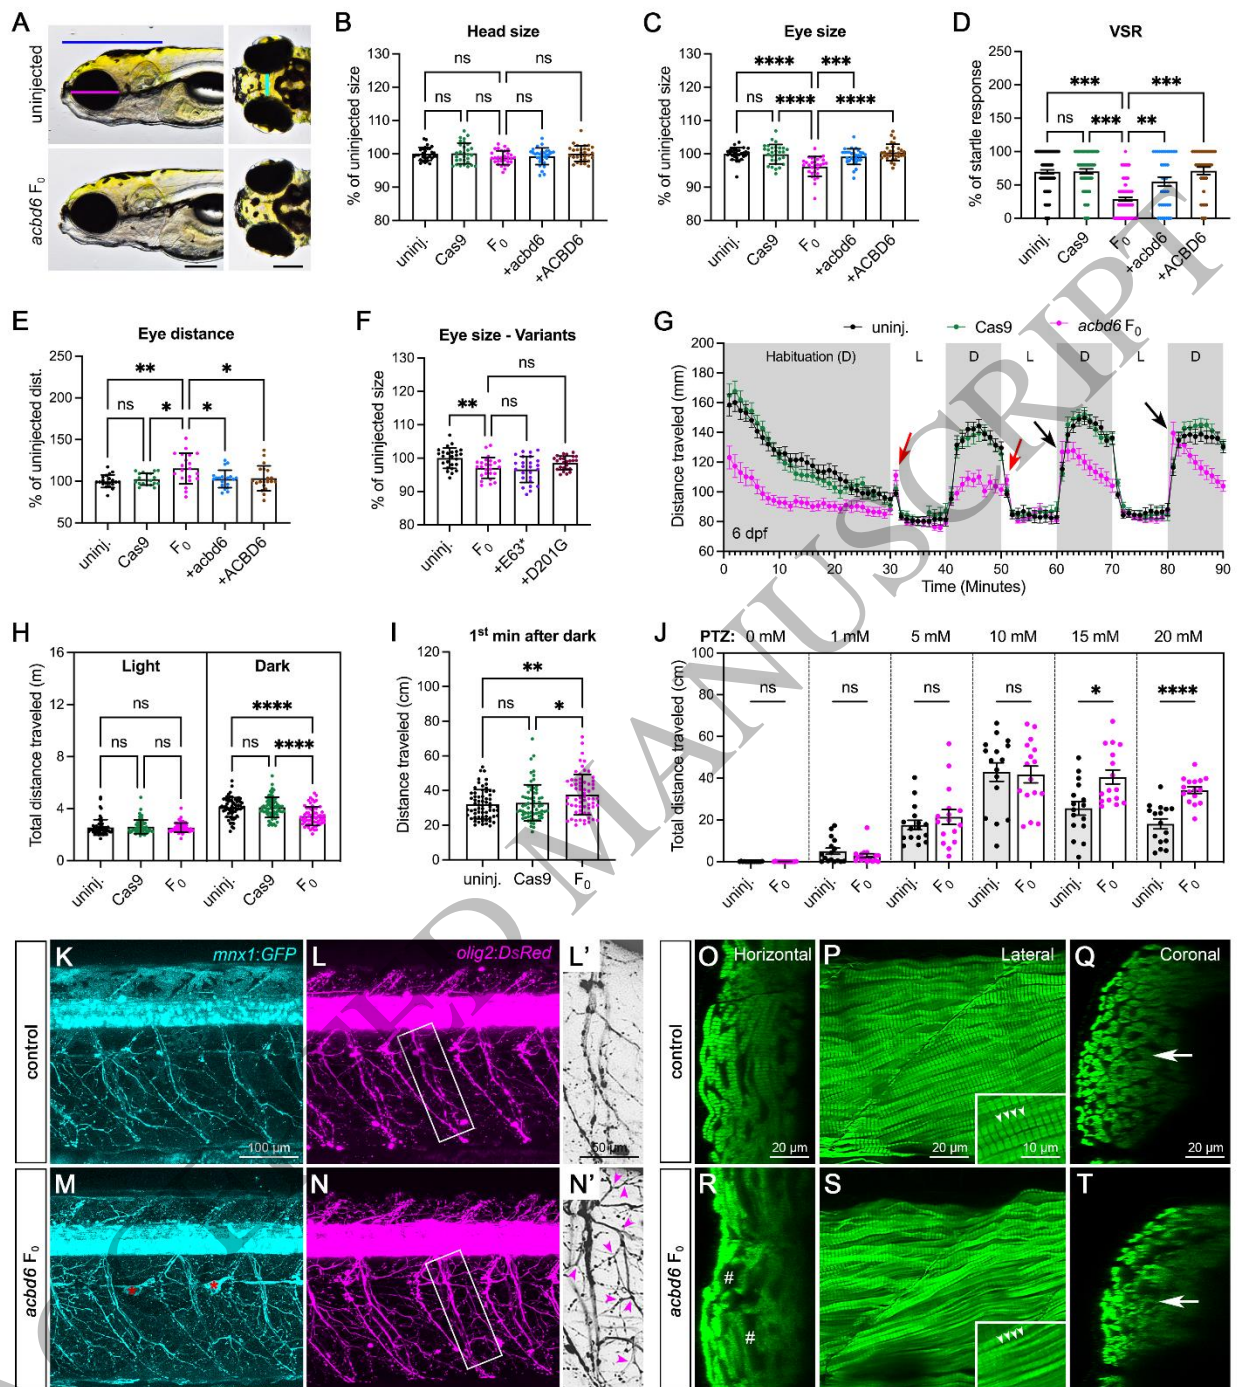 A
uninjected
acbd6 F0
B
Head size
% of uninjected size
130
120
110
100
90
80
ns
ns
ns
ns
ns
uninj.
Cas9
F0
+acbd6
+ACBD6
C
Eye size
% of uninjected size
130
120
110
100
90
80
**** ***
ns **** ****
uninj.
Cas9
F0
+acbd6
+ACBD6
D
VSR
% of startle response
250
200
150
100
50
0
*** ***
ns *** **
uninj.
Cas9
F0
+acbd6
+ACBD6
E
Eye distance
% of uninjected dist.
250
200
150
100
50
** *
ns * *
uninj.
Cas9
F0
+acbd6
+ACBD6
F
Eye size - Variants
% of uninjected size
130
120
110
100
90
80
ns
** ns
uninj.
F0
+E63*
+D201G
G
uninj. Cas9 acbd6 F0
Distance traveled (mm)
200
180
160
140
120
100
80
60
Habituation (D) L D L D L D
6 dpf
0 10 20 30 40 50 60 70 80 90
Time (Minutes)
H
Total distance traveled (m)
16
12
8
4
0
Light Dark
ns ****
ns ns ns ****
uninj.
Cas9
F0
uninj.
Cas9
F0
I
1st min after dark
Distance traveled (cm)
120
100
80
60
40
20
0
**
ns *
uninj. Cas9 F0
J
PTZ: 0 mM 1 mM 5 mM 10 mM 15 mM 20 mM
Total distance traveled (cm)
100
80
60
40
20
0
ns ns ns ns * ****
uninj. F0 uninj. F0 uninj. F0 uninj. F0 uninj. F0 uninj. F0
control
K mnx1:GFP
100 µm
L olig2:DsRed
L'
50 µm
acbd6 F0
M
* *
N
N'
control
O Horizontal
20 µm
P Lateral
20 µm
10 µm
Q Coronal
20 µm
acbd6 F0
R
#
#
S
T
ACCEPTED MANUSCRIPT